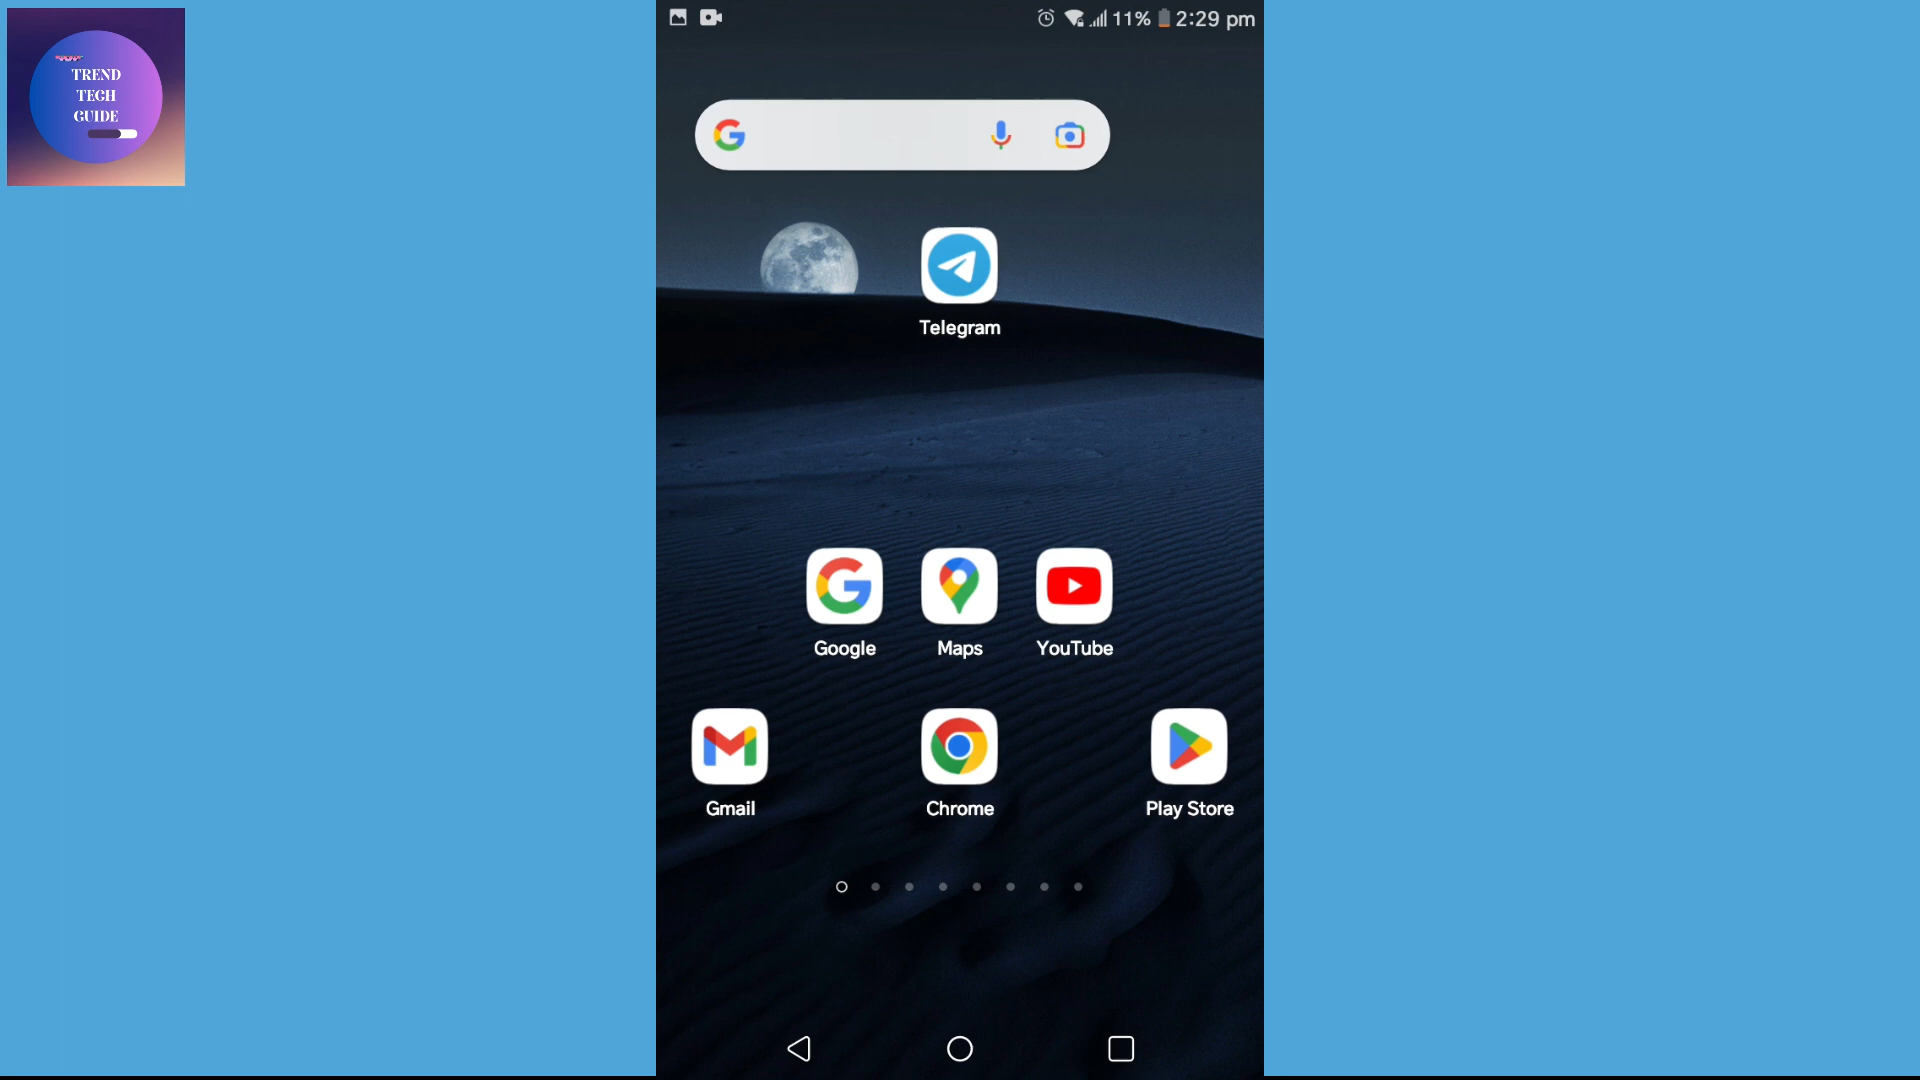 TREND
TECH
GUIDE
11% 2:29 pm
Telegram
Google Maps YouTube
Gmail Chrome Play Store